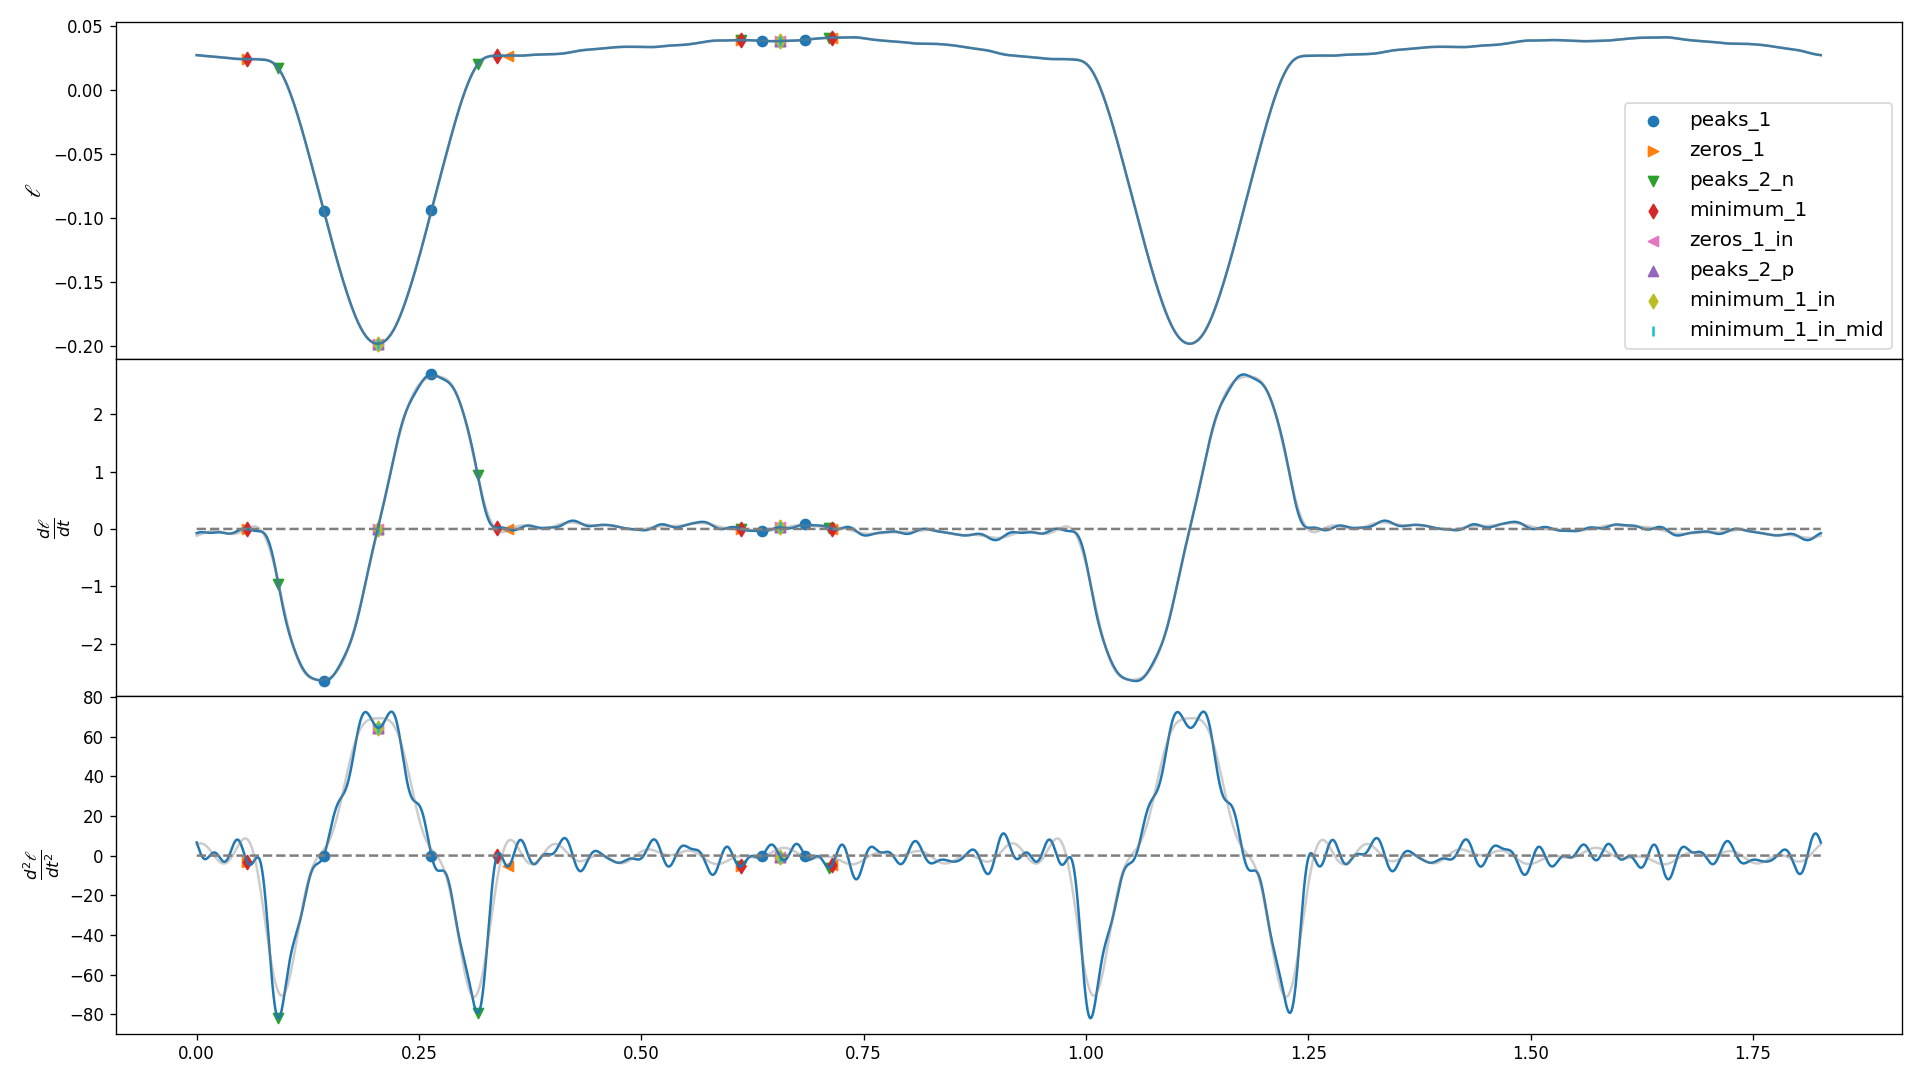 0.05
0.00
−0.05
−0.10
−0.15
−0.20
ℓ
peaks_1
zeros_1
peaks_2_n
minimum_1
zeros_1_in
peaks_2_p
minimum_1_in
minimum_1_in_mid
2
1
0
−1
−2
dℓ/dt
80
60
40
20
0
−20
−40
−60
−80
d²ℓ/dt²
0.00 0.25 0.50 0.75 1.00 1.25 1.50 1.75